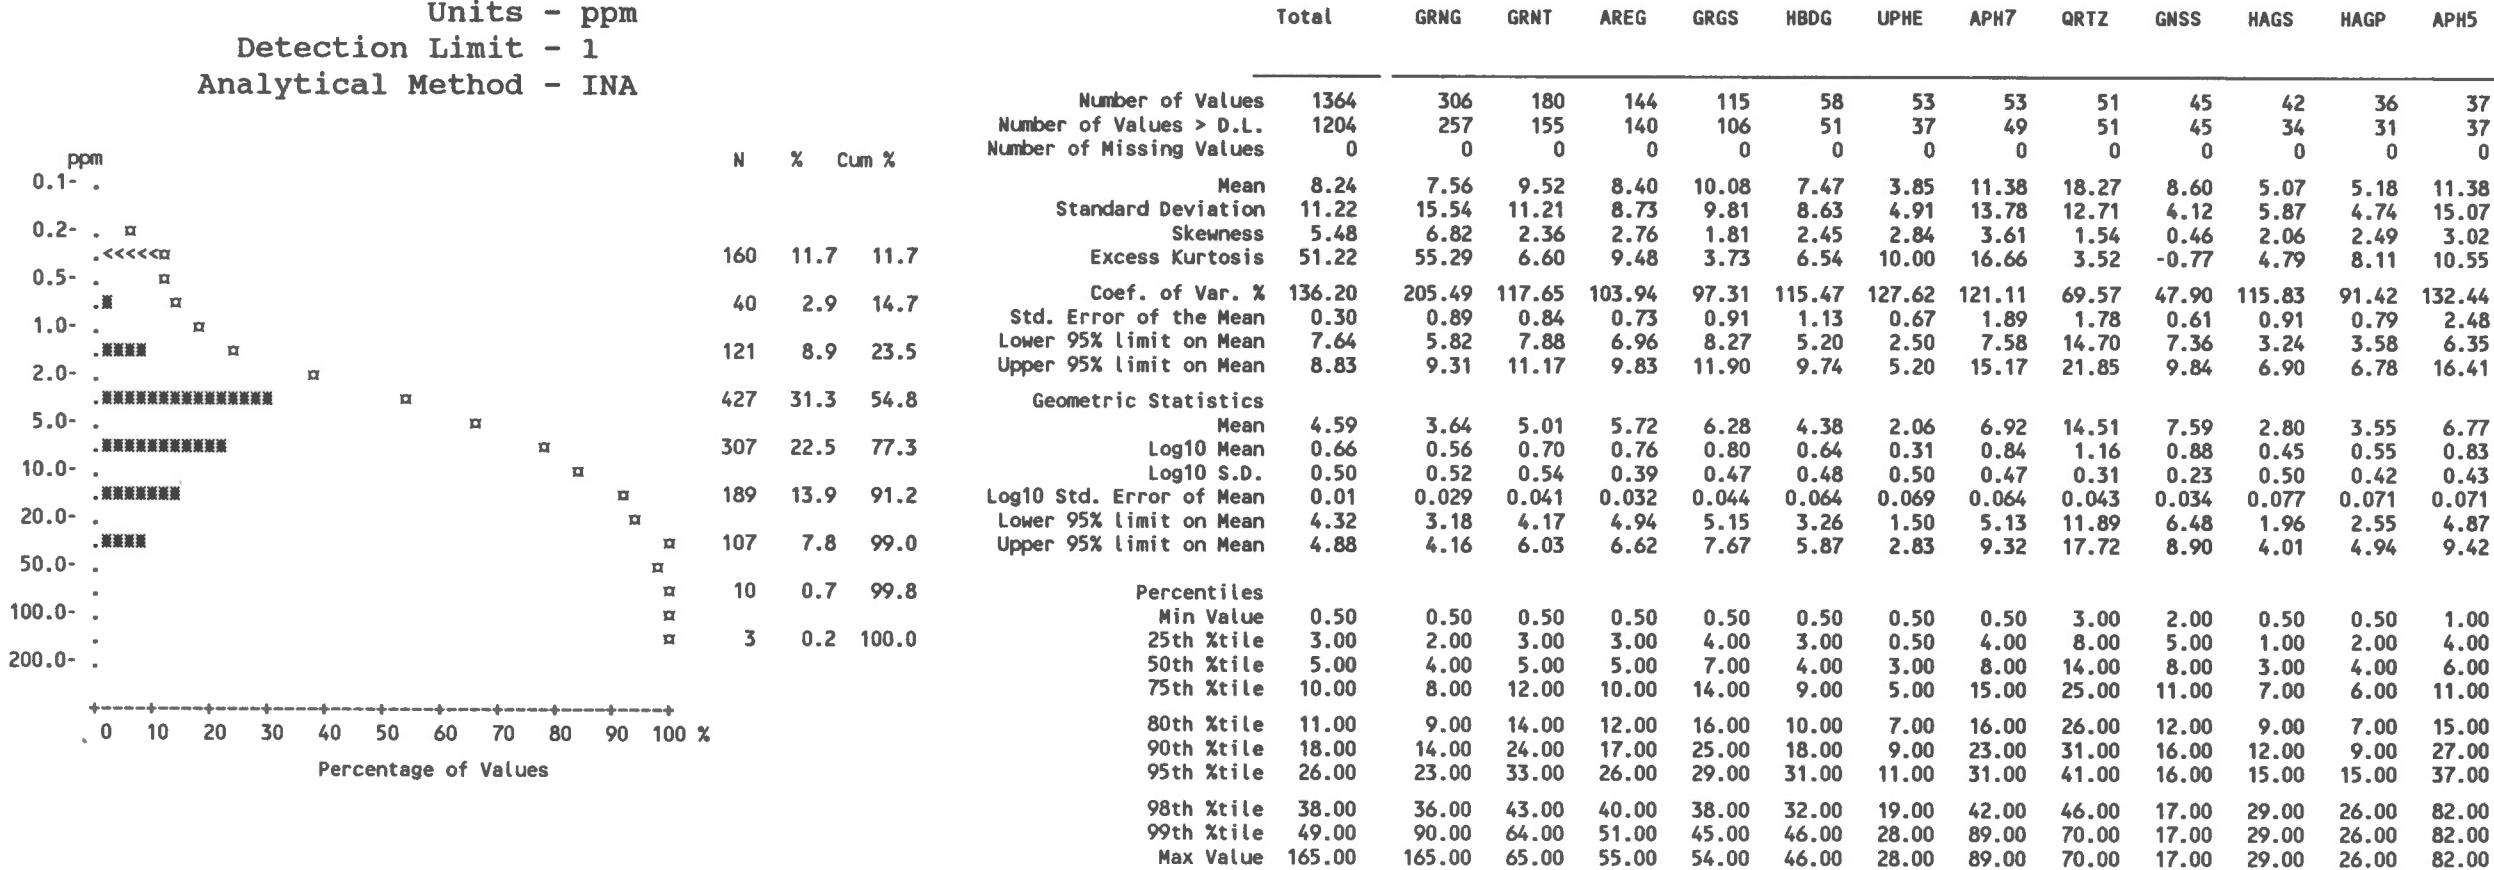 Units - ppm
Detection Limit - 1
Analytical Method - INA
ppm N % Cum %
0.1-
0.2-
<<<<< 160 11.7 11.7
0.5-
40 2.9 14.7
1.0-
121 8.9 23.5
2.0-
427 31.3 54.8
5.0-
307 22.5 77.3
10.0-
189 13.9 91.2
20.0-
107 7.8 99.0
50.0-
10 0.7 99.8
100.0-
3 0.2 100.0
200.0-
0 10 20 30 40 50 60 70 80 90 100 %
Percentage of Values
Total GRNG GRNT AREG GRGS HBDG UPHE APH7 QRTZ GNSS HAGS HAGP APH5
Number of Values 1364 306 180 144 115 58 53 53 51 45 42 36 37
Number of Values > D.L. 1204 257 155 140 106 51 37 49 51 45 34 31 37
Number of Missing Values 0 0 0 0 0 0 0 0 0 0 0 0 0
Mean 8.24 7.56 9.52 8.40 10.08 7.47 3.85 11.38 18.27 8.60 5.07 5.18 11.38
Standard Deviation 11.22 15.54 11.21 8.73 9.81 8.63 4.91 13.78 12.71 4.12 5.87 4.74 15.07
Skewness 5.48 6.82 2.36 2.76 1.81 2.45 2.84 3.61 1.54 0.46 2.06 2.49 3.02
Excess Kurtosis 51.22 55.29 6.60 9.48 3.73 6.54 10.00 16.66 3.52 -0.77 4.79 8.11 10.55
Coef. of Var. % 136.20 205.49 117.65 103.94 97.31 115.47 127.62 121.11 69.57 47.90 115.83 91.42 132.44
Std. Error of the Mean 0.30 0.89 0.84 0.73 0.91 1.13 0.67 1.89 1.78 0.61 0.91 0.79 2.48
Lower 95% limit on Mean 7.64 5.82 7.88 6.96 8.27 5.20 2.50 7.58 14.70 7.36 3.24 3.58 6.35
Upper 95% limit on Mean 8.83 9.31 11.17 9.83 11.90 9.74 5.20 15.17 21.85 9.84 6.90 6.78 16.41
Geometric Statistics
Mean 4.59 3.64 5.01 5.72 6.28 4.38 2.06 6.92 14.51 7.59 2.80 3.55 6.77
Log10 Mean 0.66 0.56 0.70 0.76 0.80 0.64 0.31 0.84 1.16 0.88 0.45 0.55 0.83
Log10 S.D. 0.50 0.52 0.54 0.39 0.47 0.48 0.50 0.47 0.31 0.23 0.50 0.42 0.43
Log10 Std. Error of Mean 0.01 0.029 0.041 0.032 0.044 0.064 0.069 0.064 0.043 0.034 0.077 0.071 0.071
Lower 95% limit on Mean 4.32 3.18 4.17 4.94 5.15 3.26 1.50 5.13 11.89 6.48 1.96 2.55 4.87
Upper 95% limit on Mean 4.88 4.16 6.03 6.62 7.67 5.87 2.83 9.32 17.72 8.90 4.01 4.94 9.42
Percentiles
Min Value 0.50 0.50 0.50 0.50 0.50 0.50 0.50 0.50 3.00 2.00 0.50 0.50 1.00
25th %tile 3.00 2.00 3.00 3.00 4.00 3.00 0.50 4.00 8.00 5.00 1.00 2.00 4.00
50th %tile 5.00 4.00 5.00 5.00 7.00 4.00 3.00 8.00 14.00 8.00 3.00 4.00 6.00
75th %tile 10.00 8.00 12.00 10.00 14.00 9.00 5.00 15.00 25.00 11.00 7.00 6.00 11.00
80th %tile 11.00 9.00 14.00 12.00 16.00 10.00 7.00 16.00 26.00 12.00 9.00 7.00 15.00
90th %tile 18.00 14.00 24.00 17.00 25.00 18.00 9.00 23.00 31.00 16.00 12.00 9.00 27.00
95th %tile 26.00 23.00 33.00 26.00 29.00 31.00 11.00 31.00 41.00 16.00 15.00 15.00 37.00
98th %tile 38.00 36.00 43.00 40.00 38.00 32.00 19.00 42.00 46.00 17.00 29.00 26.00 82.00
99th %tile 49.00 90.00 64.00 51.00 45.00 46.00 28.00 89.00 70.00 17.00 29.00 26.00 82.00
Max Value 165.00 165.00 65.00 55.00 54.00 46.00 28.00 89.00 70.00 17.00 29.00 26.00 82.00